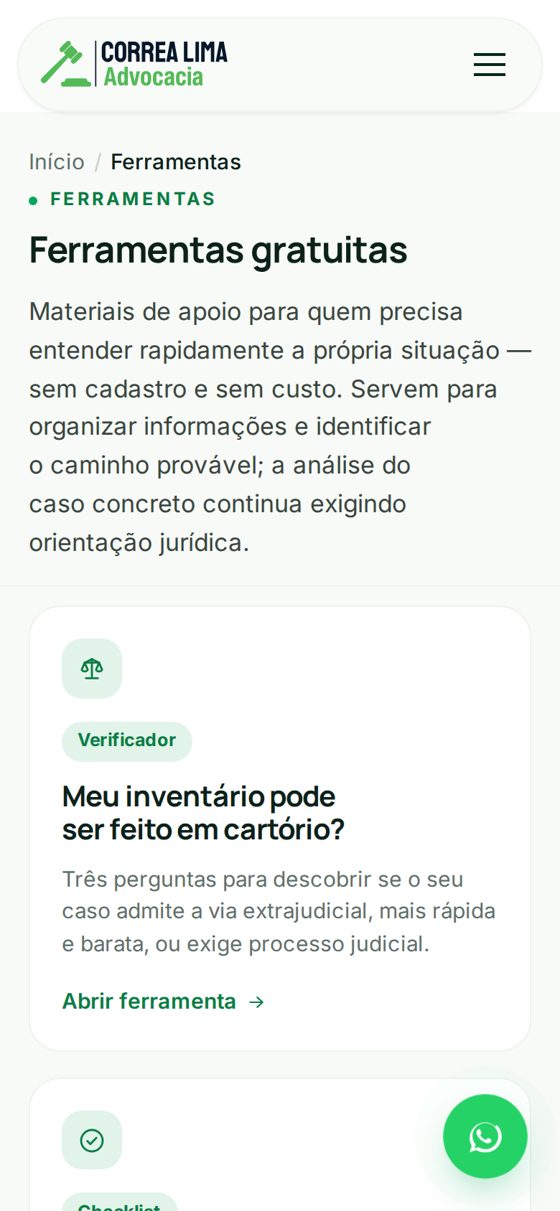 CORREA LIMA
Advocacia
Início / Ferramentas
FERRAMENTAS
Ferramentas gratuitas
Materiais de apoio para quem precisa
entender rapidamente a própria situação —
sem cadastro e sem custo. Servem para
organizar informações e identificar
o caminho provável; a análise do
caso concreto continua exigindo
orientação jurídica.
Verificador
Meu inventário pode
ser feito em cartório?
Três perguntas para descobrir se o seu
caso admite a via extrajudicial, mais rápida
e barata, ou exige processo judicial.
Abrir ferramenta →
Checklist